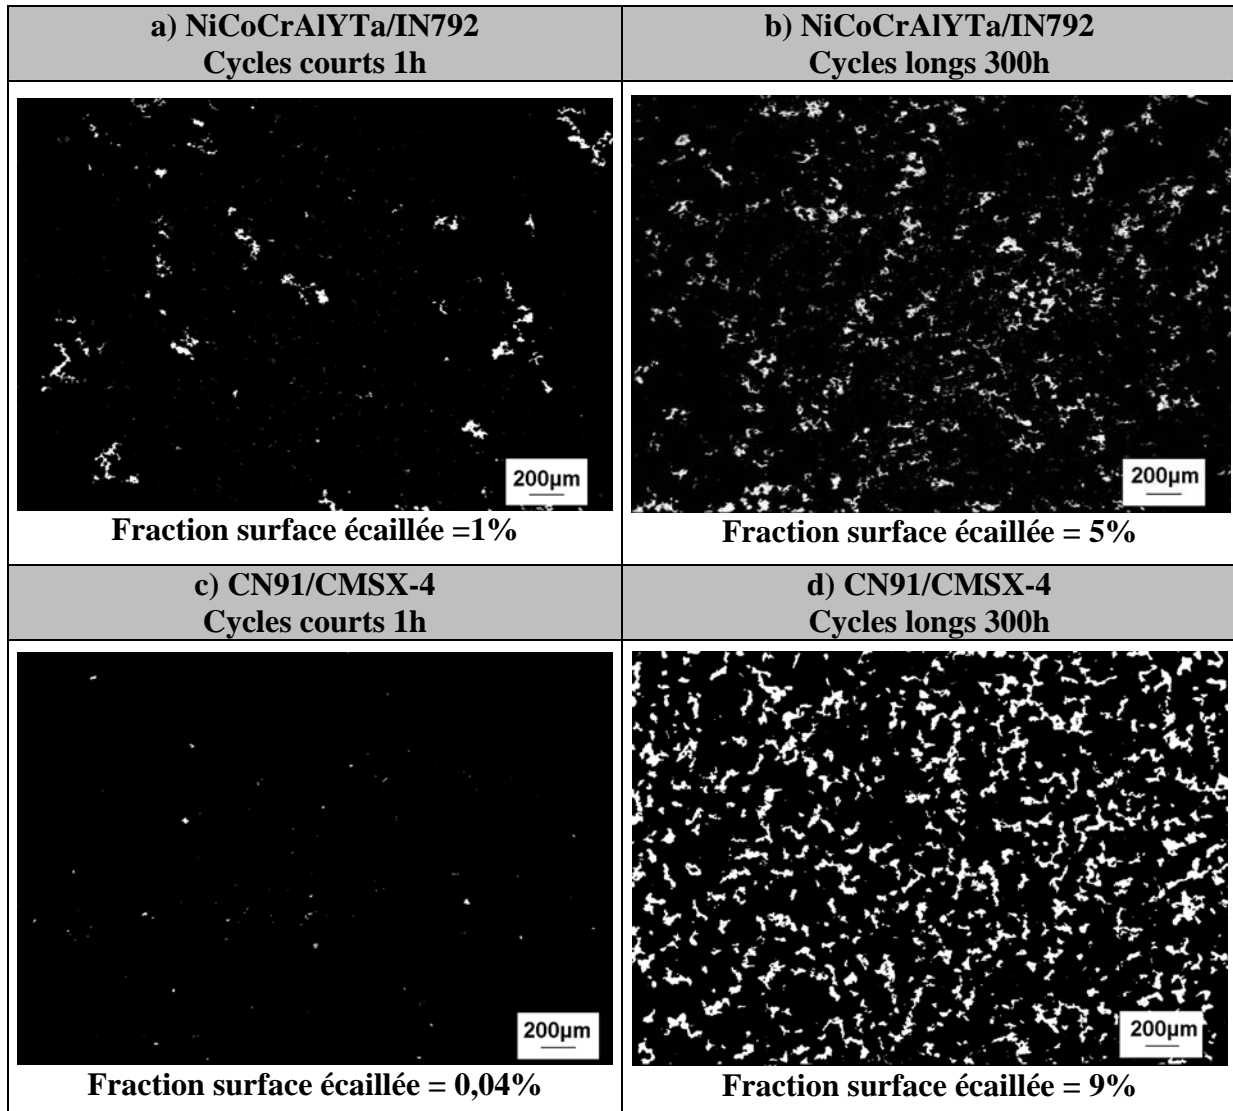 a) NiCoCrAlYTa/IN792
Cycles courts 1h
b) NiCoCrAlYTa/IN792
Cycles longs 300h
200µm
200µm
Fraction surface écaillée =1%
Fraction surface écaillée = 5%
c) CN91/CMSX-4
Cycles courts 1h
d) CN91/CMSX-4
Cycles longs 300h
200µm
200µm
Fraction surface écaillée = 0,04%
Fraction surface écaillée = 9%